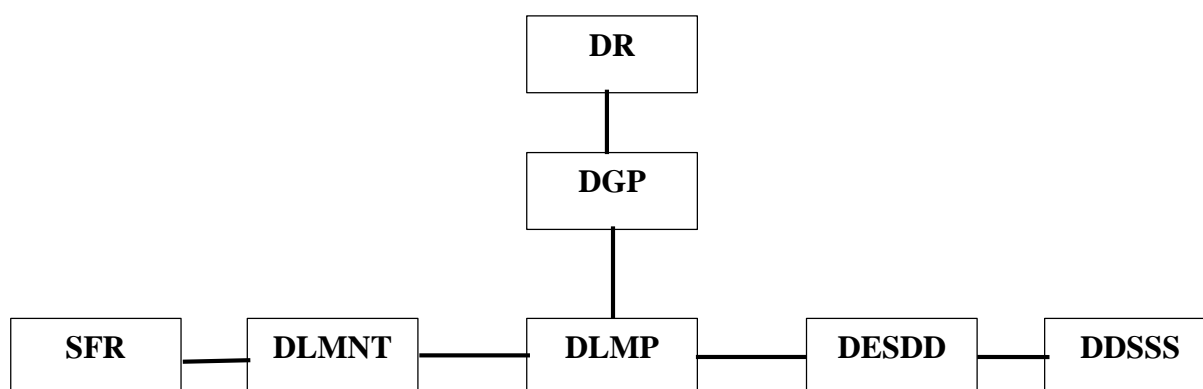 DR
DGP
SFR
DLMNT
DLMP
DESDD
DDSSS